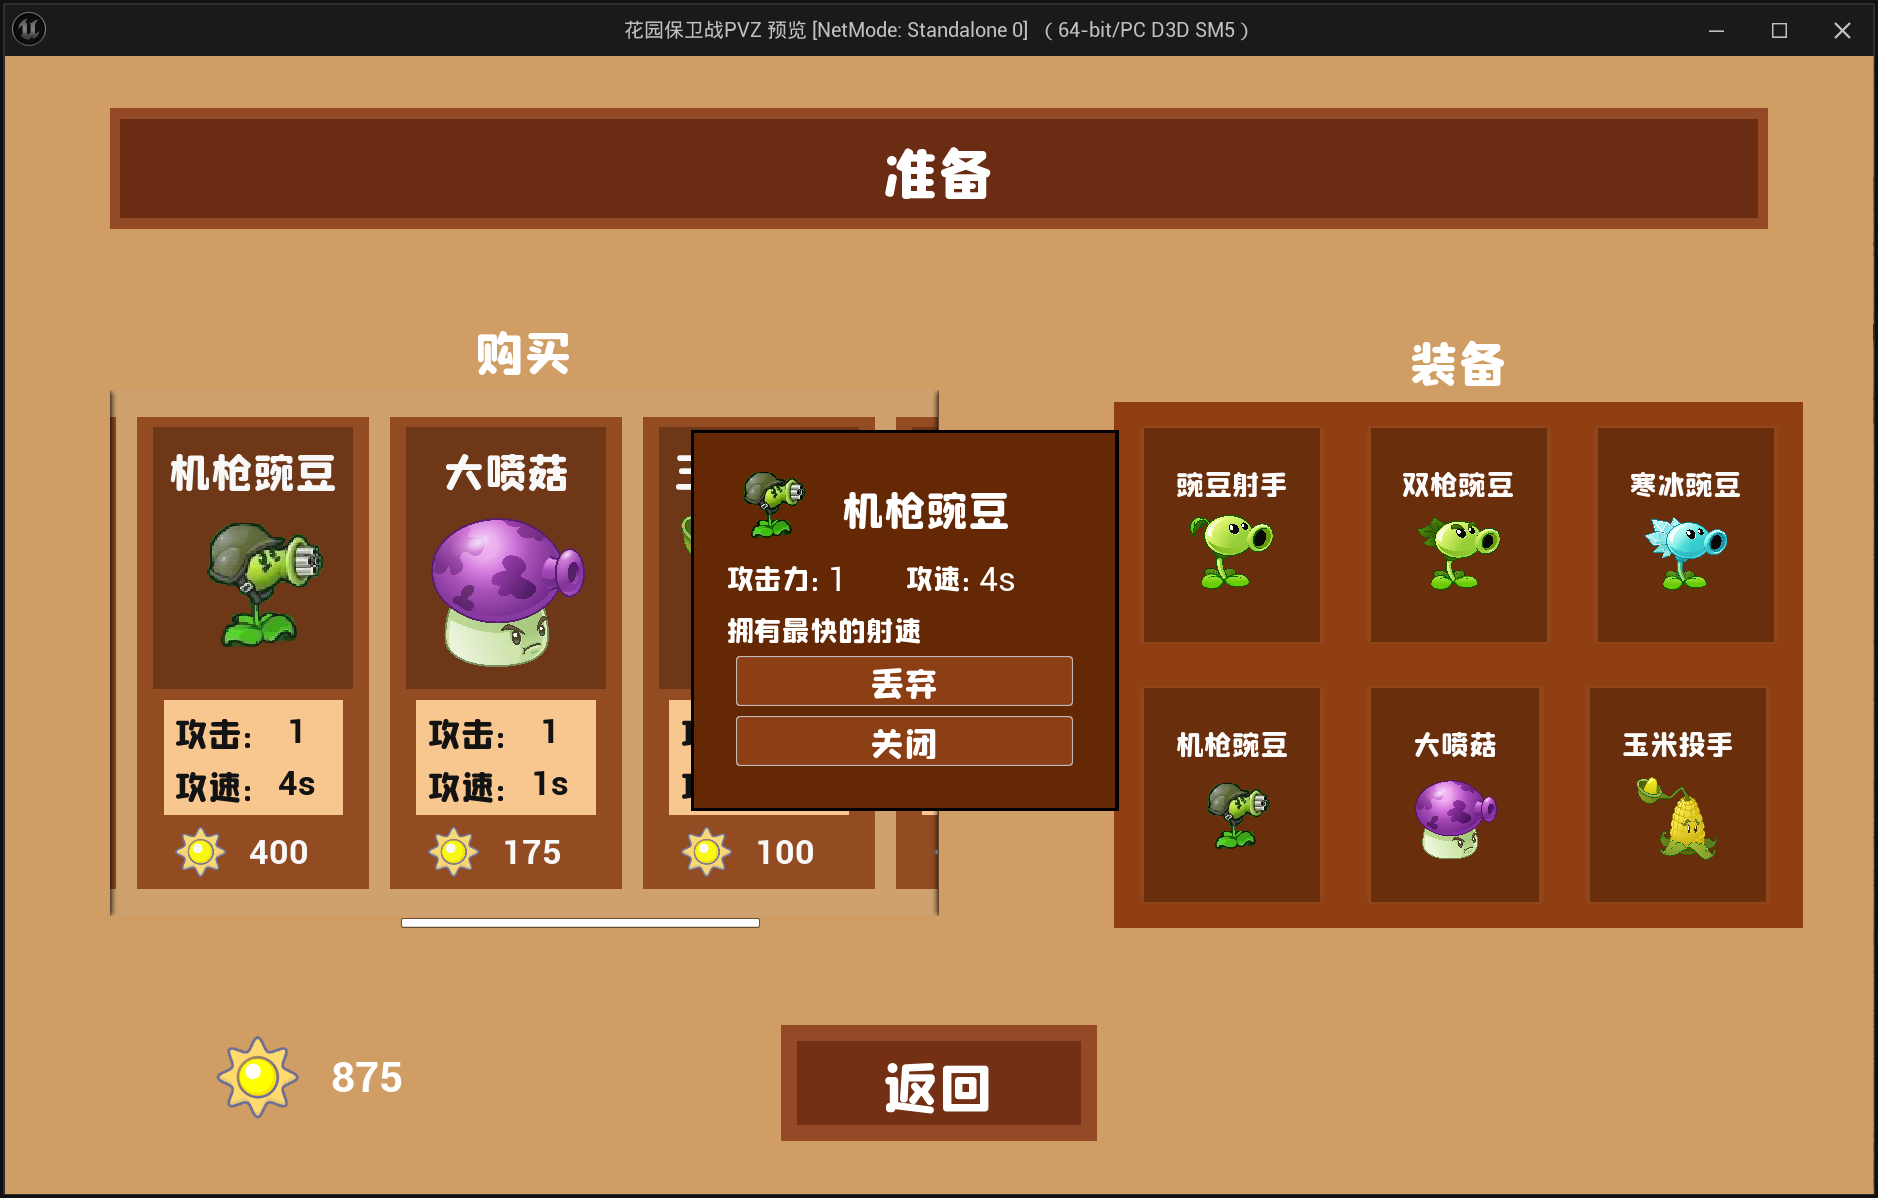 花园保卫战PVZ 预览 [NetMode: Standalone 0] （64-bit/PC D3D SM5）
准备
购买
机枪豌豆
攻击: 1
攻速: 4s
400
大喷菇
攻击: 1
攻速: 1s
175
100
机枪豌豆
攻击力: 1 攻速: 4s
拥有最快的射速
丢弃
关闭
装备
豌豆射手 双枪豌豆 寒冰豌豆
机枪豌豆 大喷菇 玉米投手
875
返回